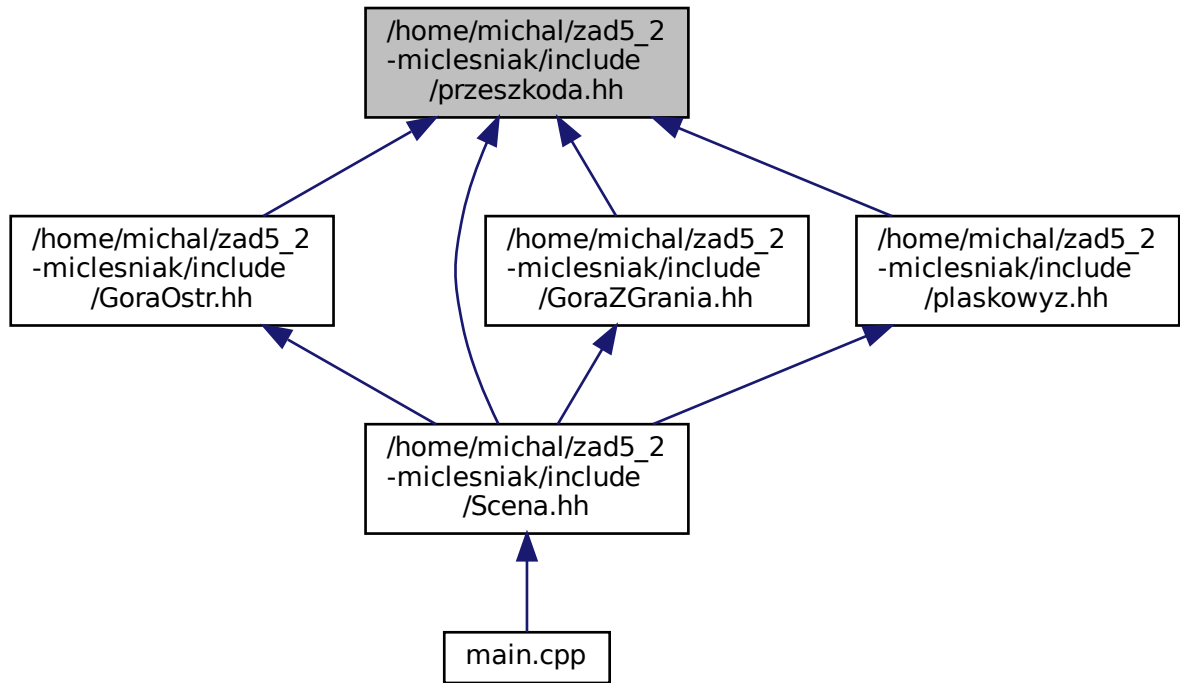 /home/michal/zad5_2
-miclesniak/include
/przeszkoda.hh
/home/michal/zad5_2
-miclesniak/include
/GoraOstr.hh
/home/michal/zad5_2
-miclesniak/include
/GoraZGrania.hh
/home/michal/zad5_2
-miclesniak/include
/plaskowyz.hh
/home/michal/zad5_2
-miclesniak/include
/Scena.hh
main.cpp